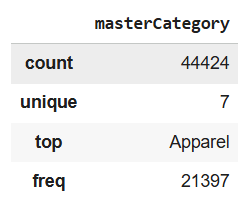 masterCategory
count 44424
unique 7
top Apparel
freq 21397